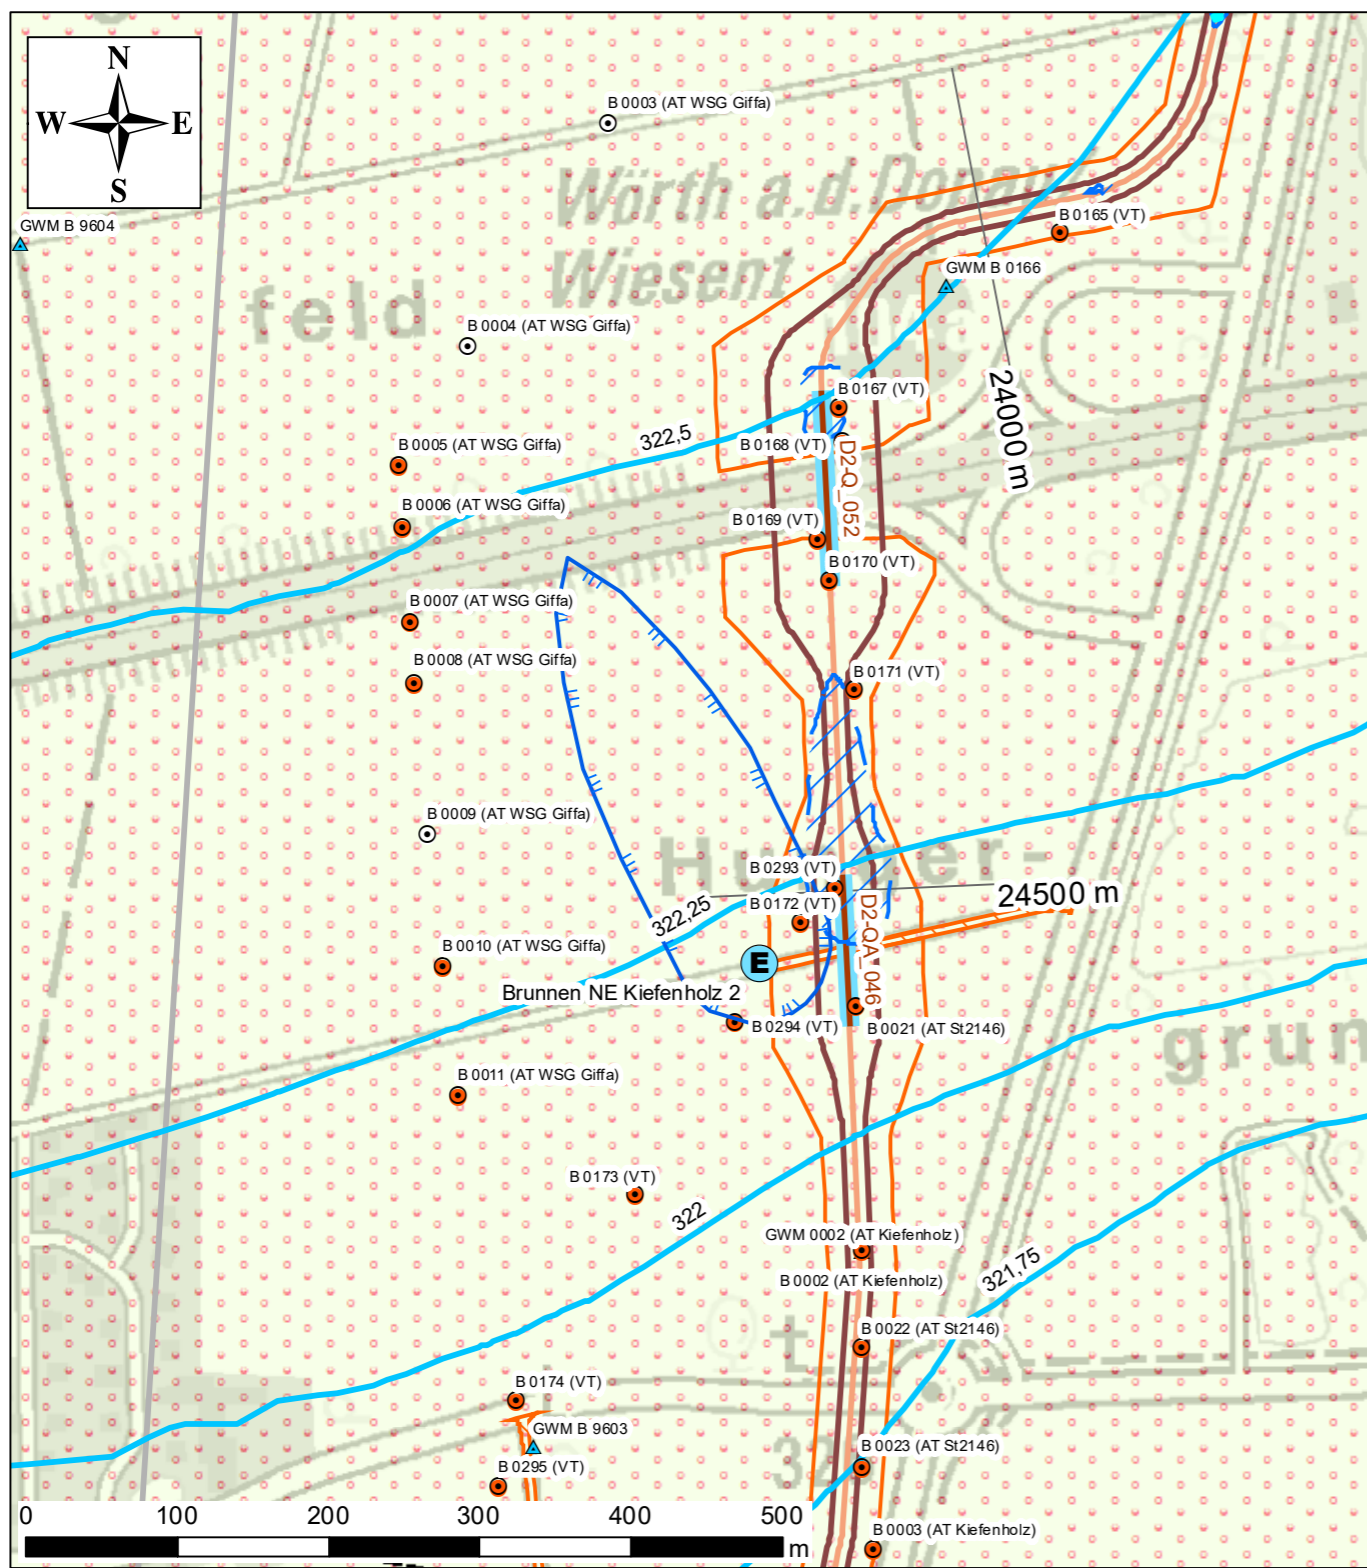 N
W E
S
B 0003 (AT WSG Giffa)
Wörth a.d.Donau
Wiesent
GWM B 9604
B 0165 (VT)
GWM B 0166
feld
B 0004 (AT WSG Giffa)
24000 m
B 0167 (VT)
322,5
B 0168 (VT)
D2-Q_052
B 0005 (AT WSG Giffa)
B 0006 (AT WSG Giffa)
B 0169 (VT)
B 0170 (VT)
B 0007 (AT WSG Giffa)
B 0008 (AT WSG Giffa)
B 0171 (VT)
B 0009 (AT WSG Giffa)
B 0293 (VT)
24500 m
B 0172 (VT)
322,25
D2-QA_046
B 0010 (AT WSG Giffa)
E
Brunnen NE Kiefenholz 2
B 0294 (VT)
B 0021 (AT St2146)
grun
B 0011 (AT WSG Giffa)
B 0173 (VT)
322
GWM 0002 (AT Kiefenholz)
321,75
B 0002 (AT Kiefenholz)
B 0022 (AT St2146)
B 0174 (VT)
GWM B 9603
B 0023 (AT St2146)
B 0295 (VT)
0 100 200 300 400 500
m
B 0003 (AT Kiefenholz)